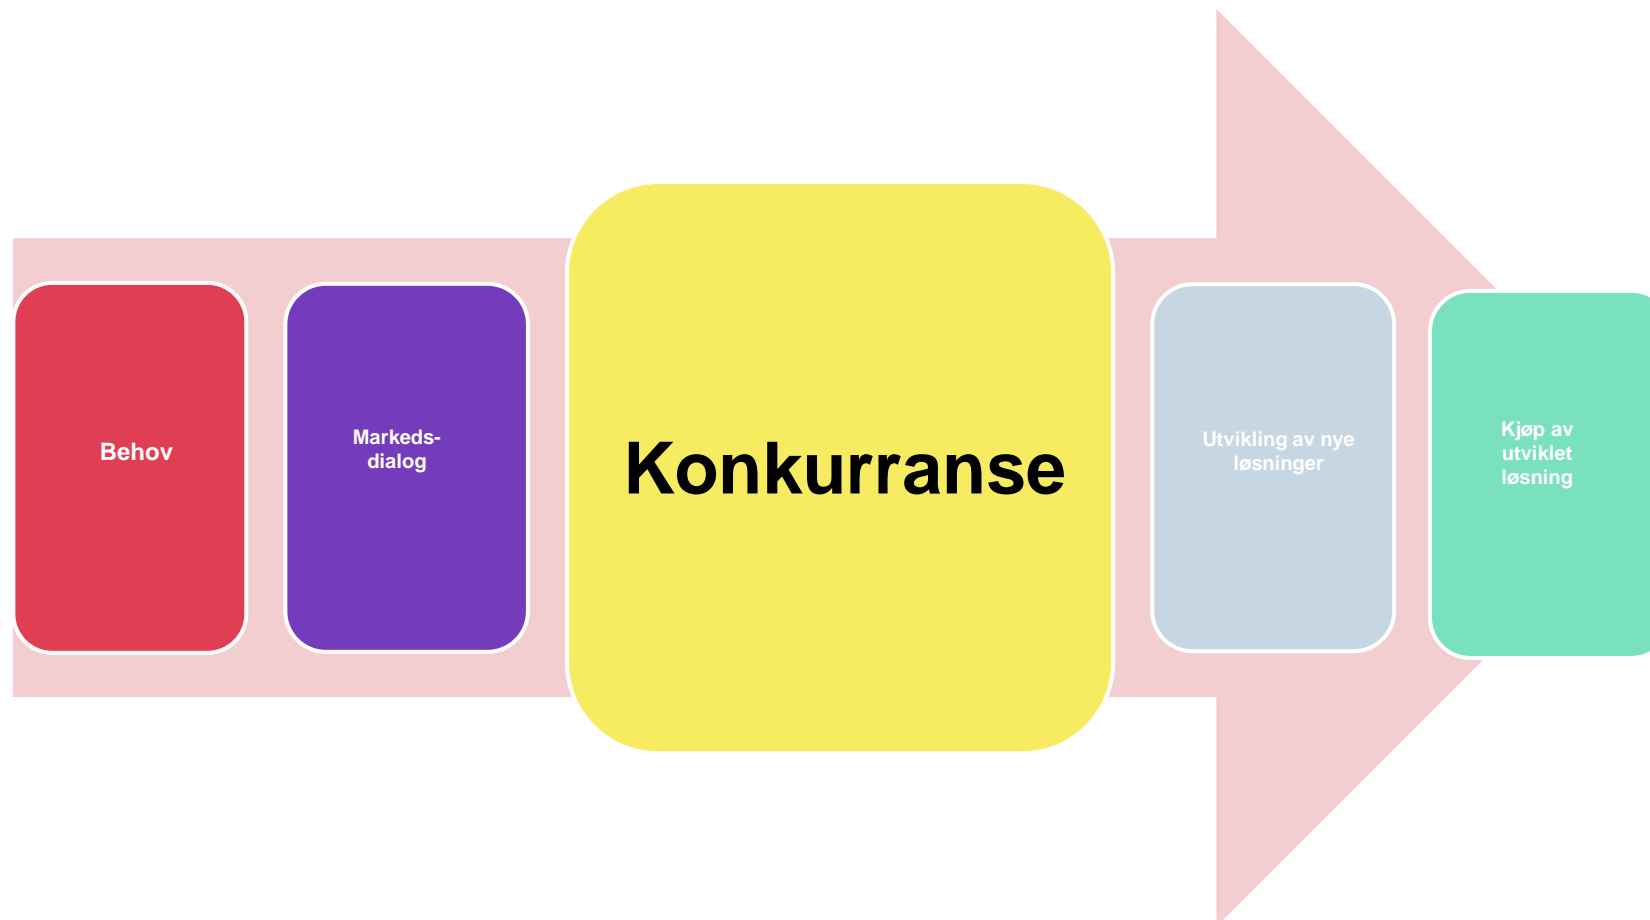 Behov
Markeds-
dialog
Konkurranse
Utvikling av nye
løsninger
Kjøp av
utviklet
løsning